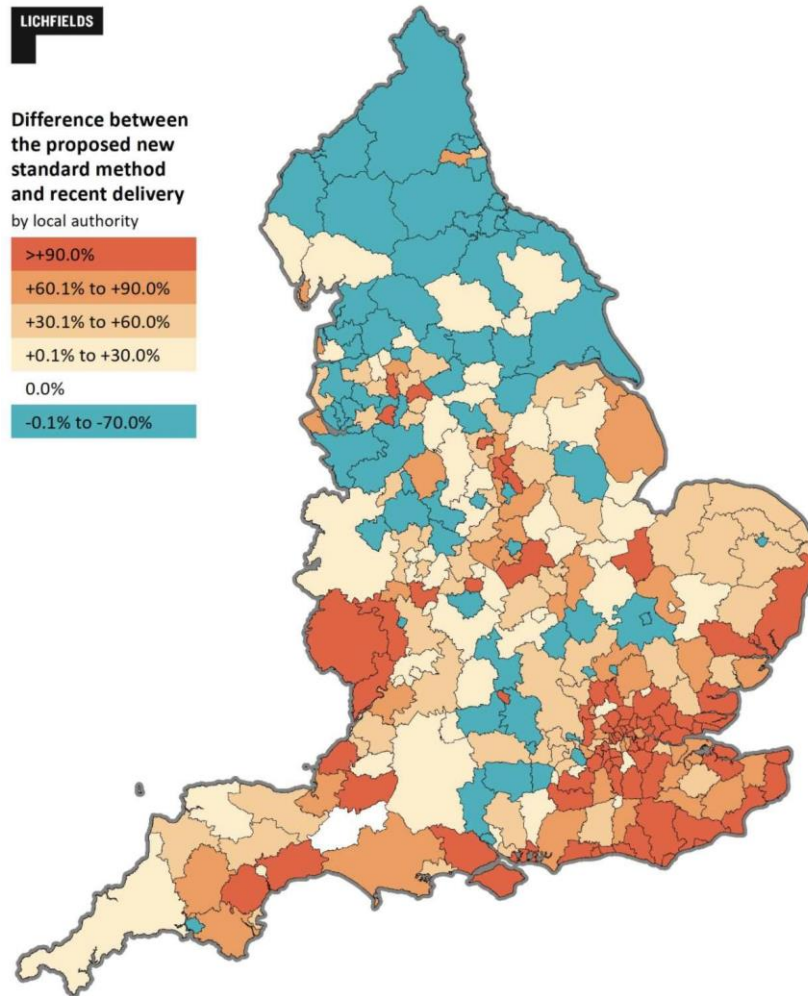 LICHFIELDS
Difference between
the proposed new
standard method
and recent delivery
by local authority
>+90.0%
+60.1% to +90.0%
+30.1% to +60.0%
+0.1% to +30.0%
0.0%
-0.1% to -70.0%